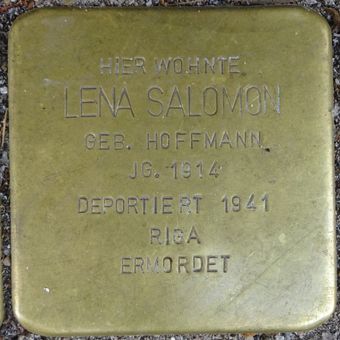 HIER WOHNTE
LENA SALOMON
GEB. HOFFMANN
JG. 1914
DEPORTIERT 1941
RIGA
ERMORDET